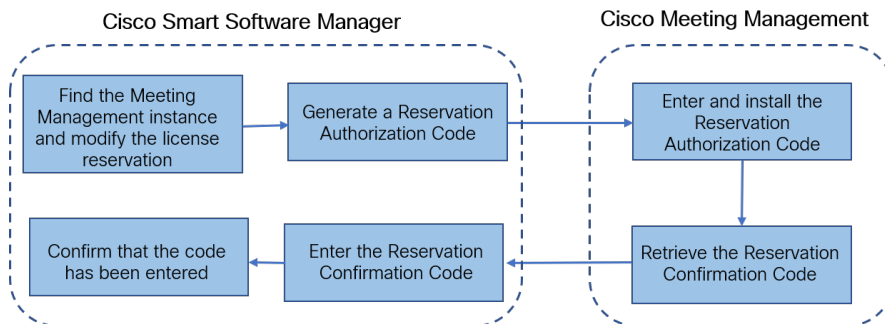 Cisco Smart Software Manager
Cisco Meeting Management
Find the Meeting
Management instance
and modify the license
reservation
Generate a Reservation
Authorization Code
Enter and install the
Reservation
Authorization Code
Confirm that the code
has been entered
Enter the Reservation
Confirmation Code
Retrieve the Reservation
Confirmation Code